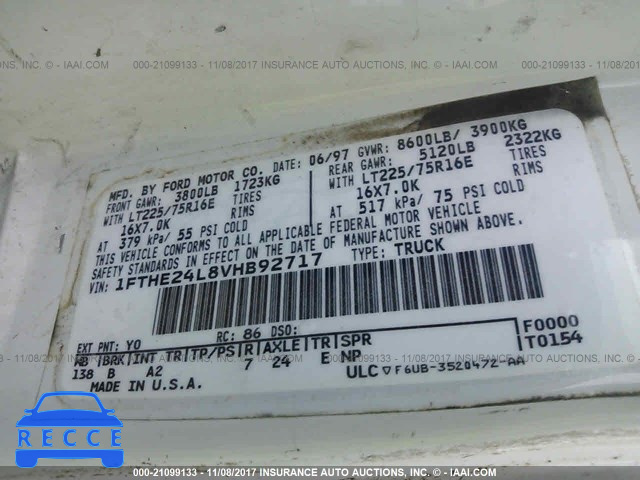 000-21099133 - 11/08/2017 INSURANCE AUTO AUCTIONS, INC. - © IAAI.COM
MFD. BY FORD MOTOR CO. DATE: 06/97 GVWR: 8600LB/ 3900KG
FRONT GAWR: 3800LB 1723KG REAR GAWR: 5120LB 2322KG
WITH LT225/75R16E TIRES WITH LT225/75R16E TIRES
16X7.0K RIMS 16X7.0K RIMS
AT 379 kPa/ 55 PSI COLD AT 517 kPa/ 75 PSI COLD
THIS VEHICLE CONFORMS TO ALL APPLICABLE FEDERAL MOTOR VEHICLE
SAFETY STANDARDS IN EFFECT ON THE DATE OF MANUFACTURE SHOWN ABOVE.
VIN: 1FTHE24L8VHB92717 TYPE: TRUCK
EXT PNT: YO RC: 86 DSO: F0000
WB BRK INT TR TP/PS R AXLE TR SPR T0154
138 B A2 7 24 E NP
MADE IN U.S.A. ULC F6UB-3520472-AA
RECCE
000-21099133 - 11/08/2017 INSURANCE AUTO AUCTIONS, INC. - © IAAI.COM